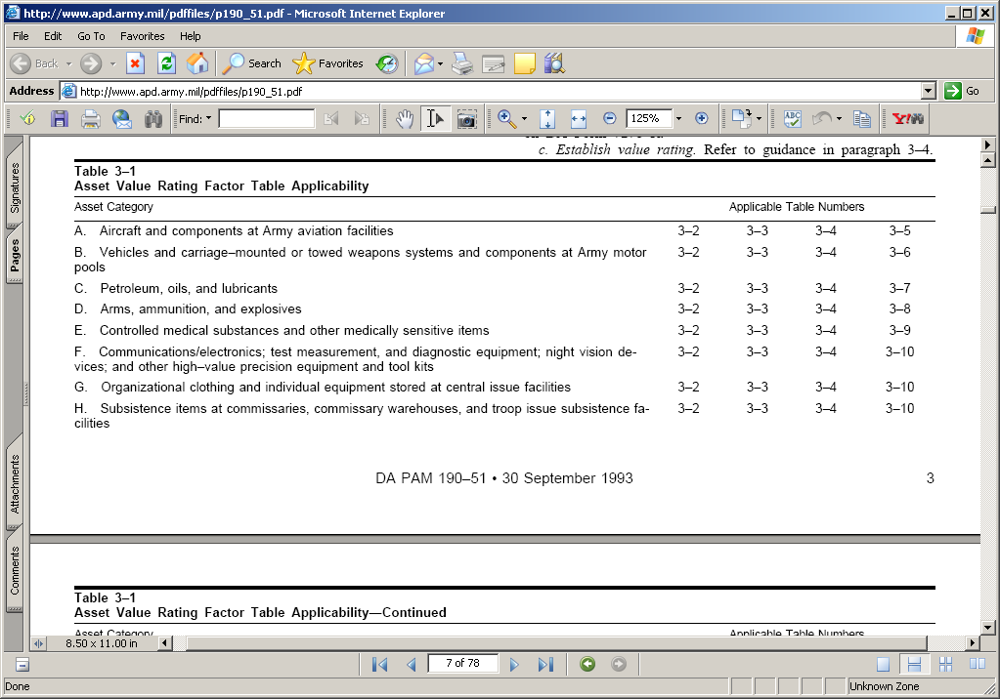 http://www.apd.army.mil/pdffiles/p190_51.pdf - Microsoft Internet Explorer
File Edit Go To Favorites Help
Back Search Favorites
Address http://www.apd.army.mil/pdffiles/p190_51.pdf Go
Find: 125% ABC Y!
Signatures
Pages
Attachments
Comments
c. Establish value rating. Refer to guidance in paragraph 3–4.
Table 3–1
Asset Value Rating Factor Table Applicability
Asset Category Applicable Table Numbers
A. Aircraft and components at Army aviation facilities 3–2 3–3 3–4 3–5
B. Vehicles and carriage–mounted or towed weapons systems and components at Army motor 3–2 3–3 3–4 3–6
pools
C. Petroleum, oils, and lubricants 3–2 3–3 3–4 3–7
D. Arms, ammunition, and explosives 3–2 3–3 3–4 3–8
E. Controlled medical substances and other medically sensitive items 3–2 3–3 3–4 3–9
F. Communications/electronics; test measurement, and diagnostic equipment; night vision de- 3–2 3–3 3–4 3–10
vices; and other high–value precision equipment and tool kits
G. Organizational clothing and individual equipment stored at central issue facilities 3–2 3–3 3–4 3–10
H. Subsistence items at commissaries, commissary warehouses, and troop issue subsistence fa- 3–2 3–3 3–4 3–10
cilities
DA PAM 190–51 • 30 September 1993 3
Table 3–1
Asset Value Rating Factor Table Applicability—Continued
Asset Category Applicable Table Numbers
8.50 x 11.00 in
7 of 78
Done Unknown Zone